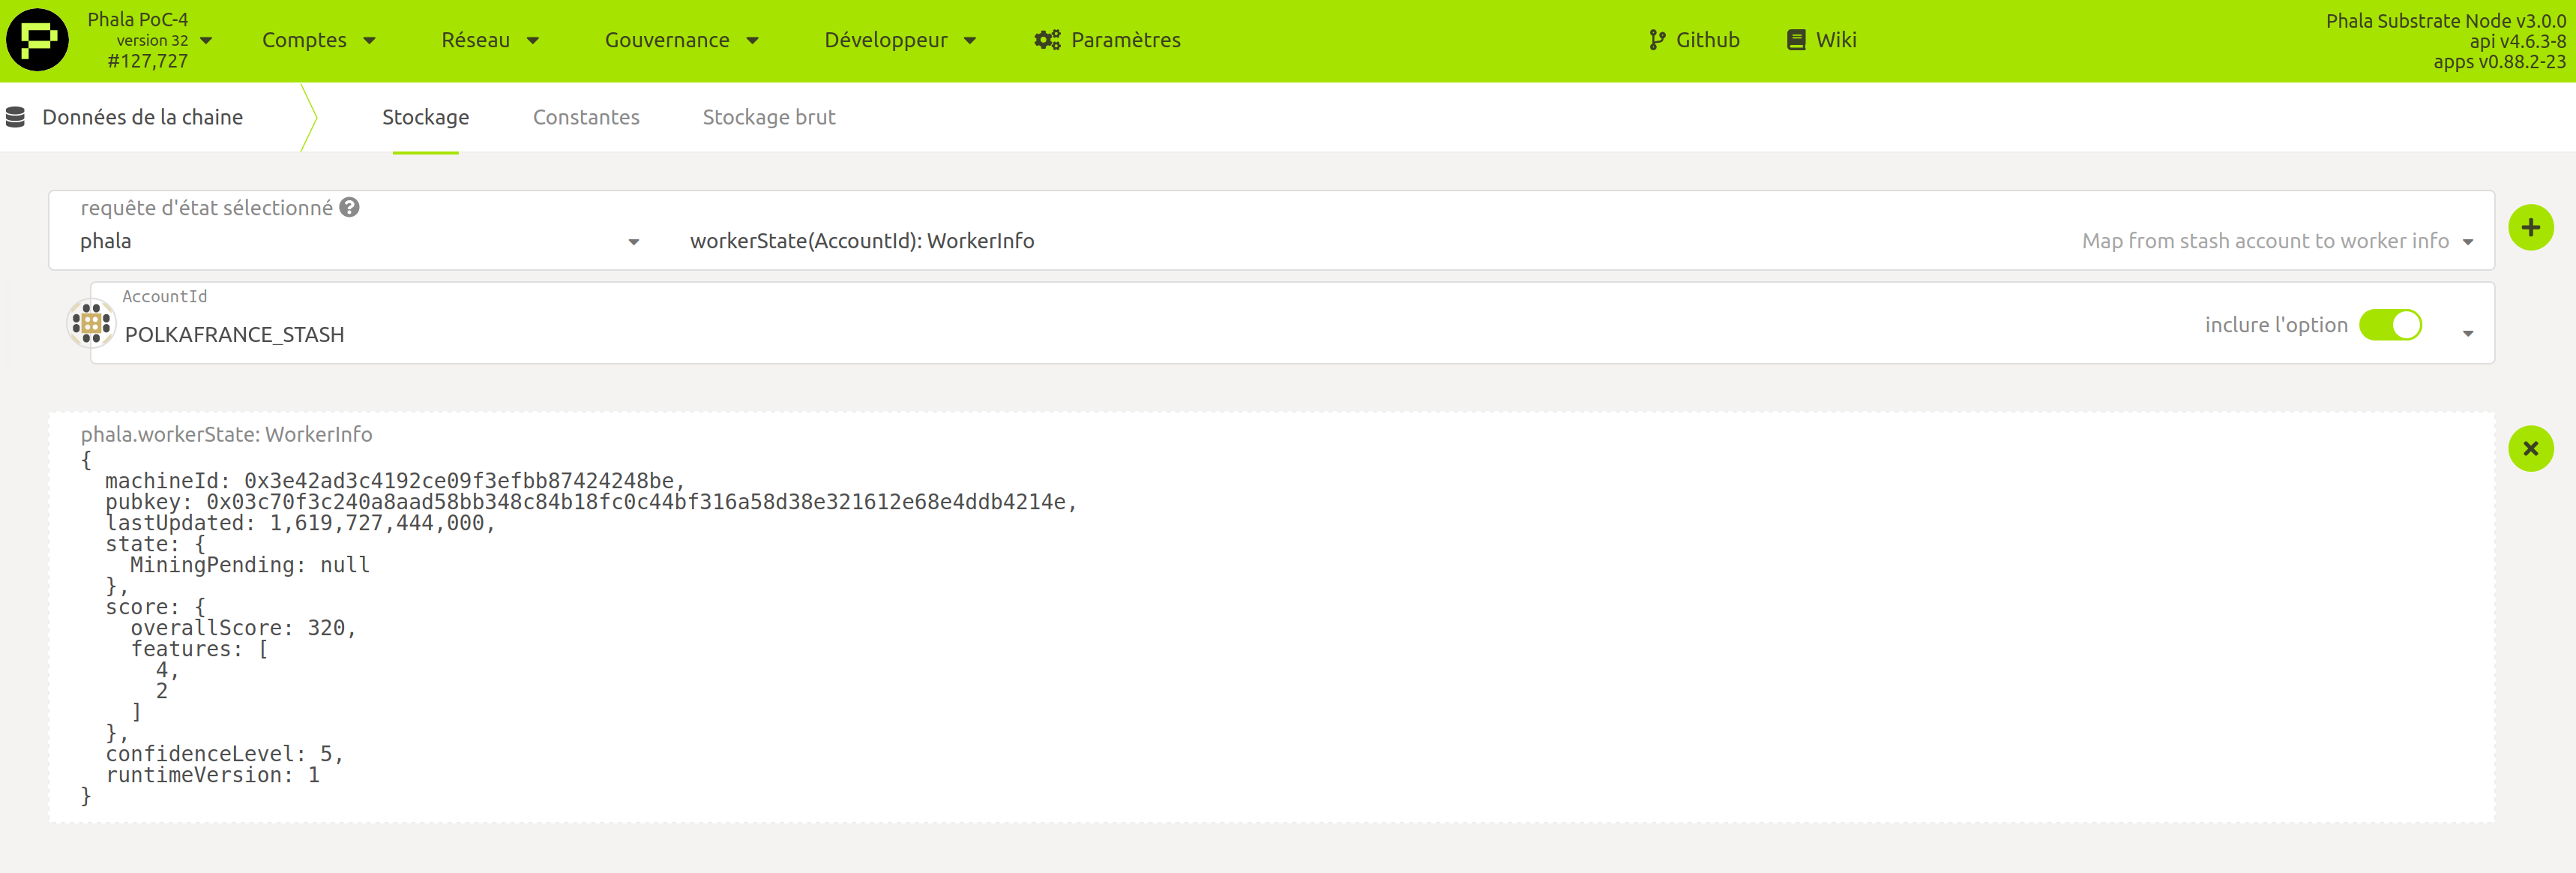 Phala PoC-4
version 32
#127,727
Comptes
Réseau
Gouvernance
Développeur
Paramètres
Github
Wiki
Phala Substrate Node v3.0.0
api v4.6.3-8
apps v0.88.2-23
Données de la chaine
Stockage
Constantes
Stockage brut
requête d'état sélectionné
phala
workerState(AccountId): WorkerInfo
Map from stash account to worker info
AccountId
POLKAFRANCE_STASH
inclure l'option
phala.workerState: WorkerInfo
{
machineId: 0x3e42ad3c4192ce09f3efbb87424248be,
pubkey: 0x03c70f3c240a8aad58bb348c84b18fc0c44bf316a58d38e321612e68e4ddb4214e,
lastUpdated: 1,619,727,444,000,
state: {
MiningPending: null
},
score: {
overallScore: 320,
features: [
4,
2
]
},
confidenceLevel: 5,
runtimeVersion: 1
}